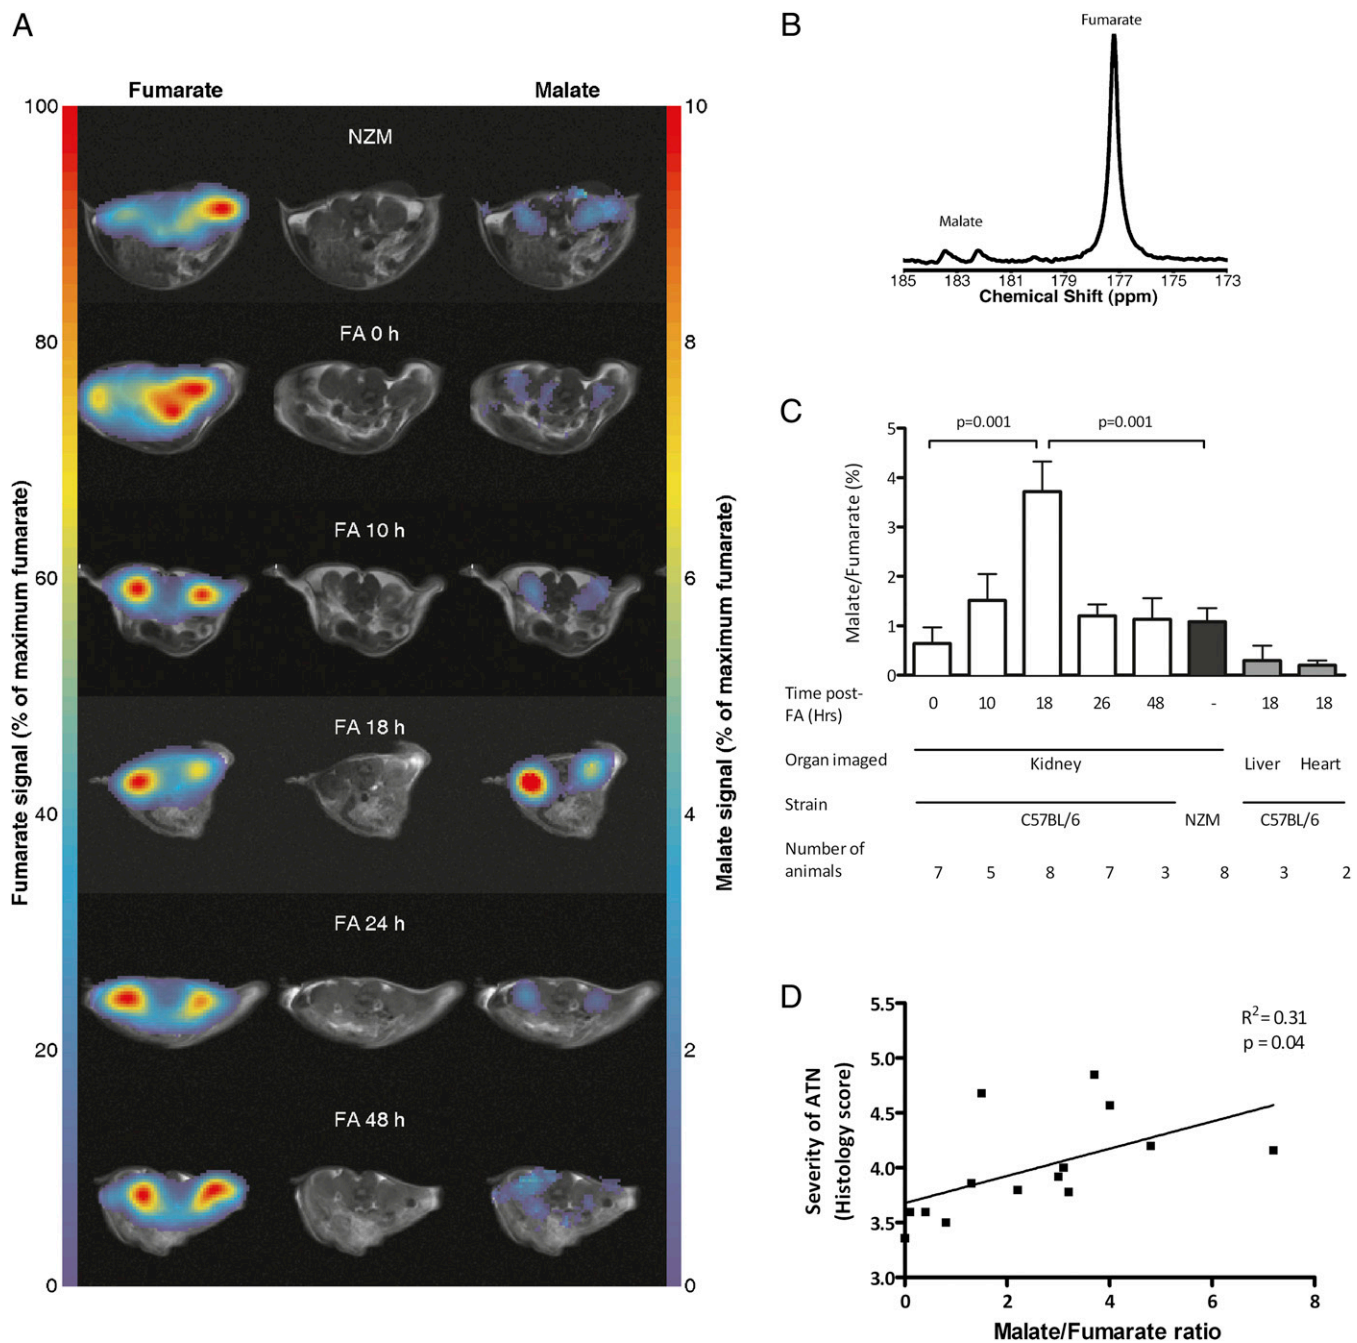 A
Fumarate
Malate
100
80
60
40
20
0
Fumarate signal (% of maximum fumarate)
NZM
FA 0 h
FA 10 h
FA 18 h
FA 24 h
FA 48 h
10
8
6
4
2
0
Malate signal (% of maximum fumarate)
B
Fumarate
Malate
185 183 181 179 177 175 173
Chemical Shift (ppm)
C
p=0.001 p=0.001
5
4
3
2
1
0
Malate/Fumarate (%)
Time post-
FA (Hrs)
0 10 18 26 48 - 18 18
Organ imaged
Kidney Liver Heart
Strain
C57BL/6 NZM C57BL/6
Number of
animals
7 5 8 7 3 8 3 2
D
R²= 0.31
p = 0.04
5.5
5.0
4.5
4.0
3.5
3.0
Severity of ATN
(Histology score)
0 2 4 6 8
Malate/Fumarate ratio